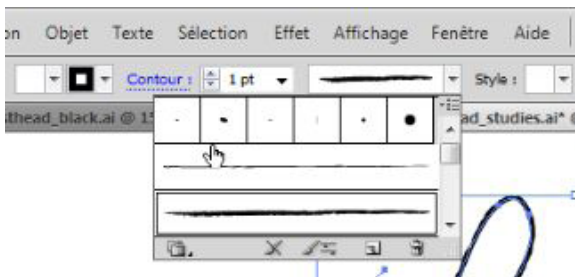 on Objet Texte Sélection Effet Affichage Fenêtre Aide
Contour : 1 pt Style :
sthead_black.ai @ 15 ad_studies.ai* @